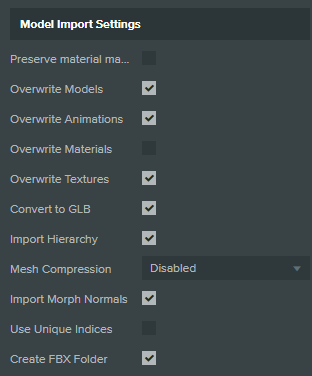 Model Import Settings
Preserve material ma...
Overwrite Models
Overwrite Animations
Overwrite Materials
Overwrite Textures
Convert to GLB
Import Hierarchy
Mesh Compression Disabled
Import Morph Normals
Use Unique Indices
Create FBX Folder